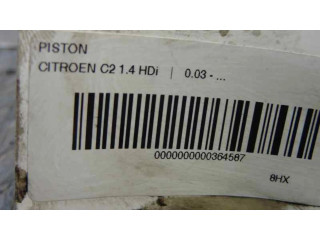 PISTON
CITROEN C2 1.4 HDi | 0.03 - ...
0000000000364587
8HX